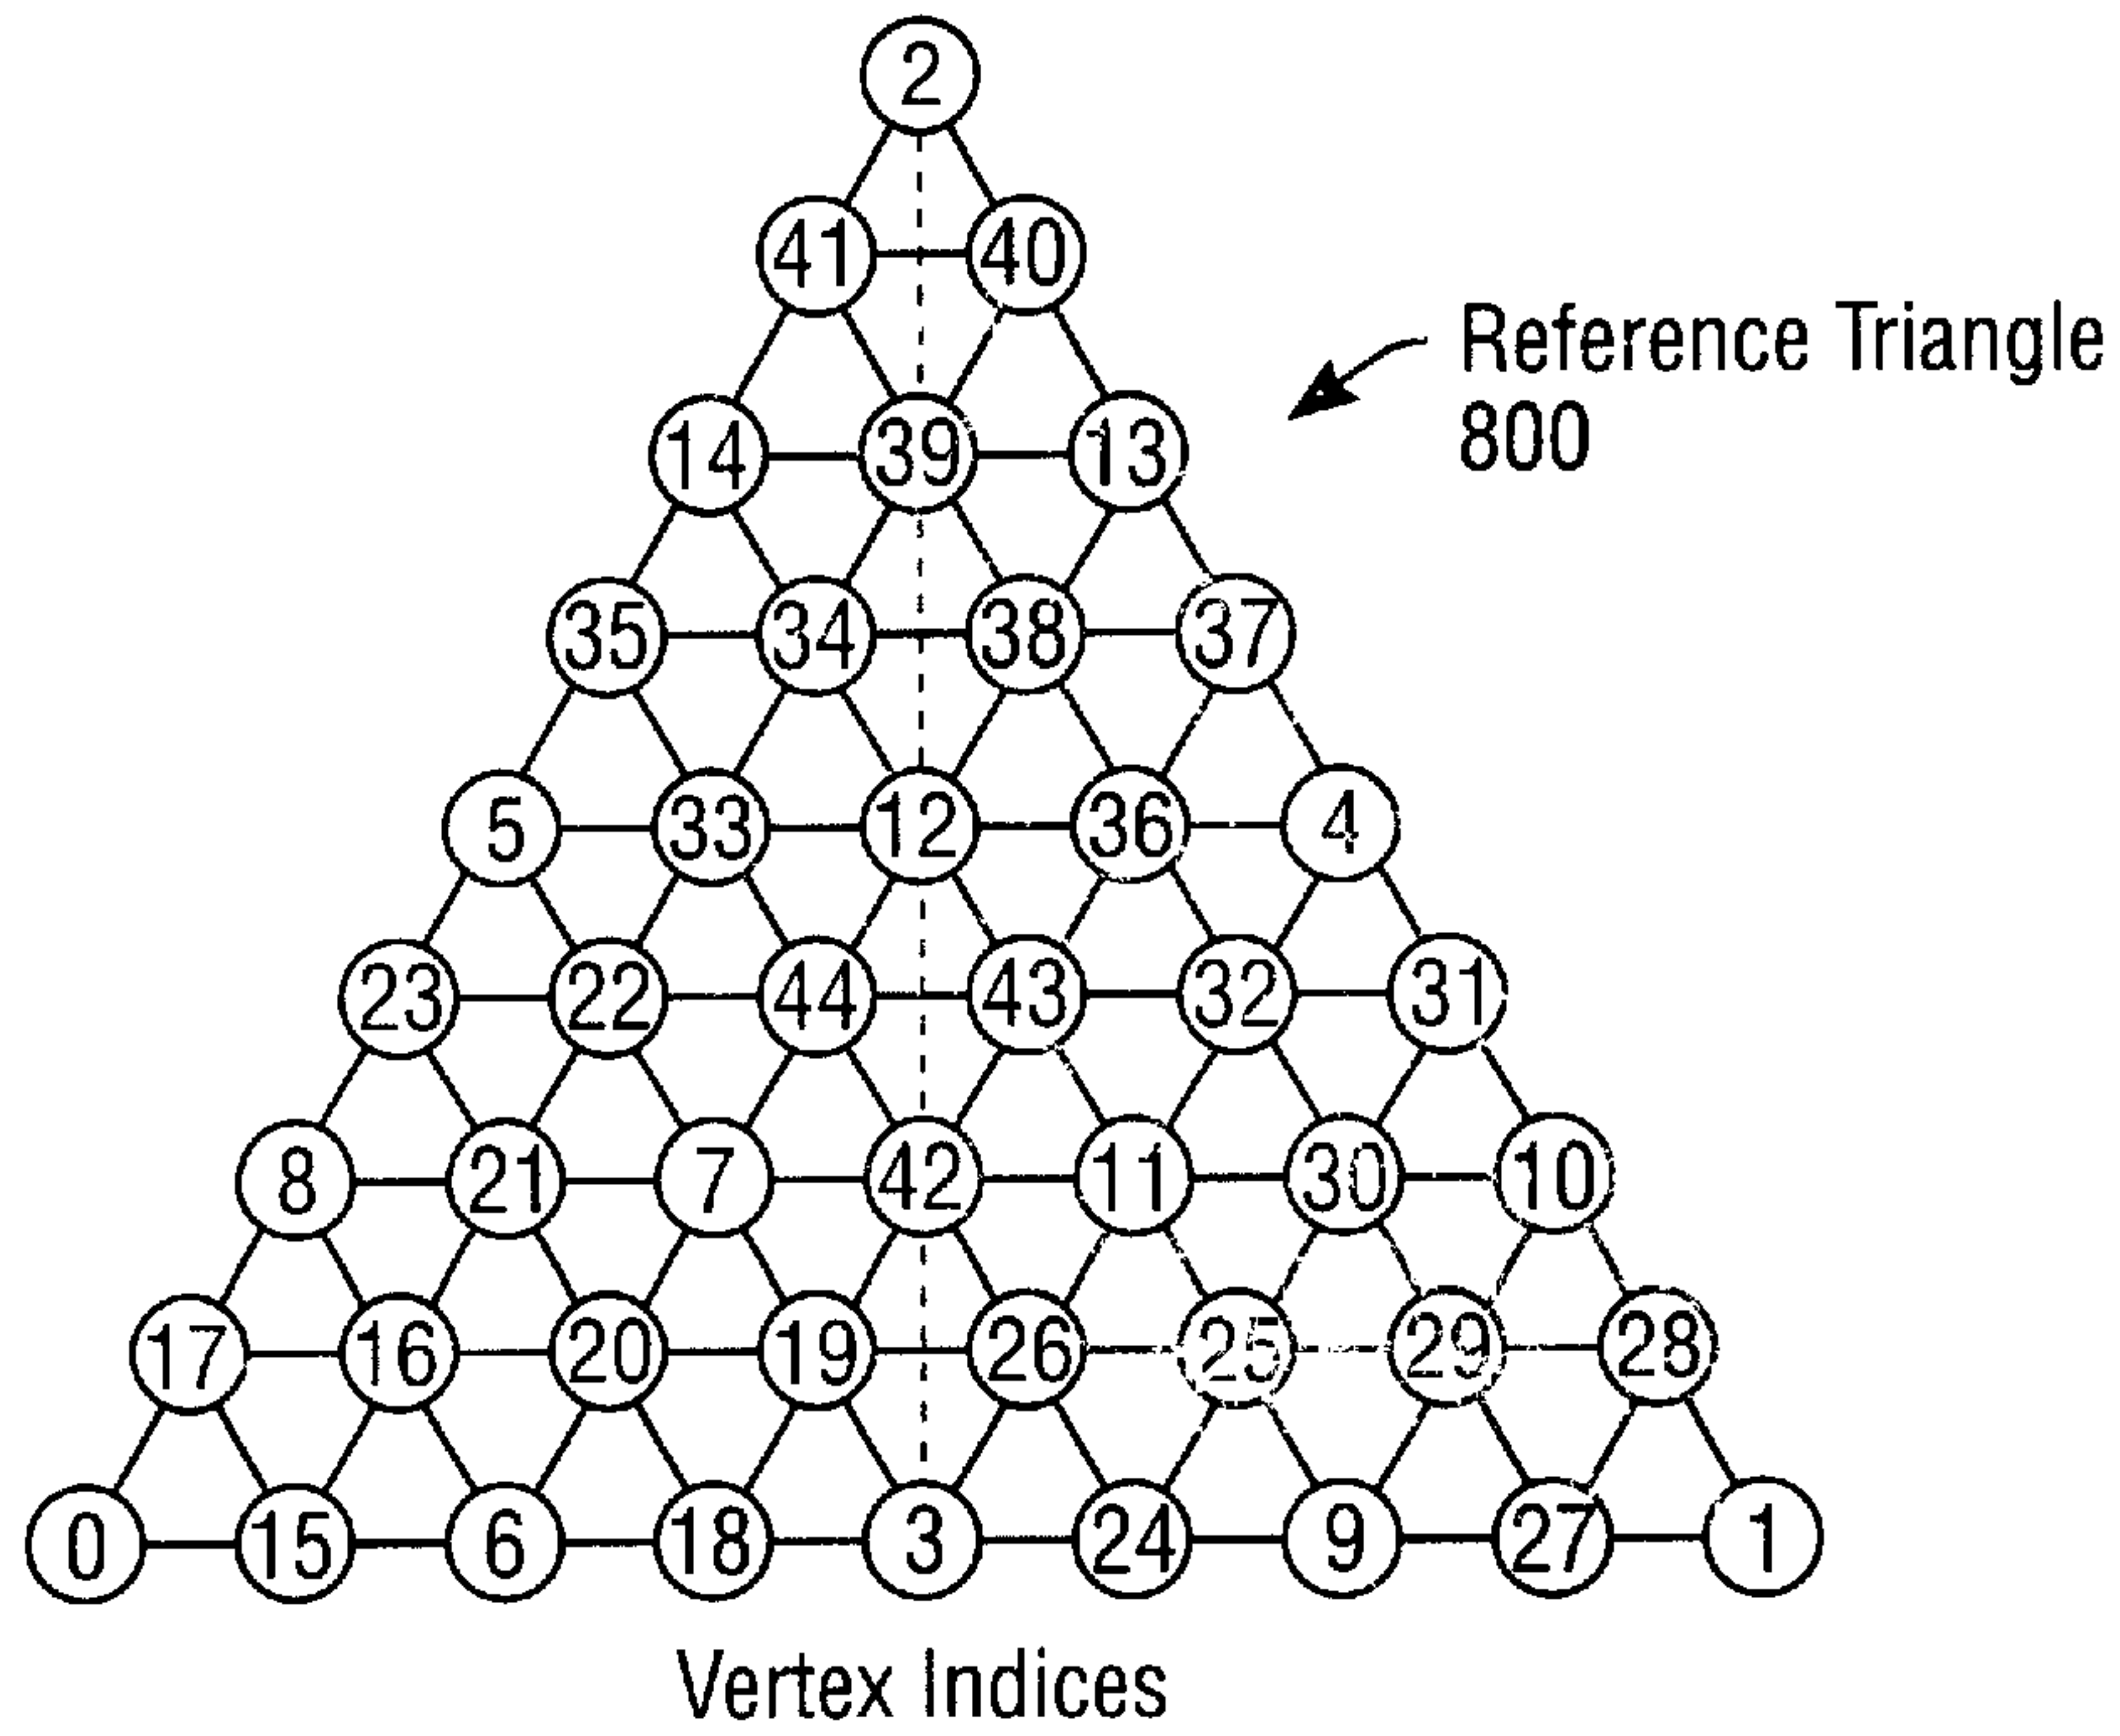 2
41 40
Reference Triangle
800
14 39 13
35 34 38 37
5 33 12 36 4
23 22 44 43 32 31
8 21 7 42 11 30 10
17 16 20 19 26 25 29 28
0 15 6 18 3 24 9 27 1
Vertex Indices